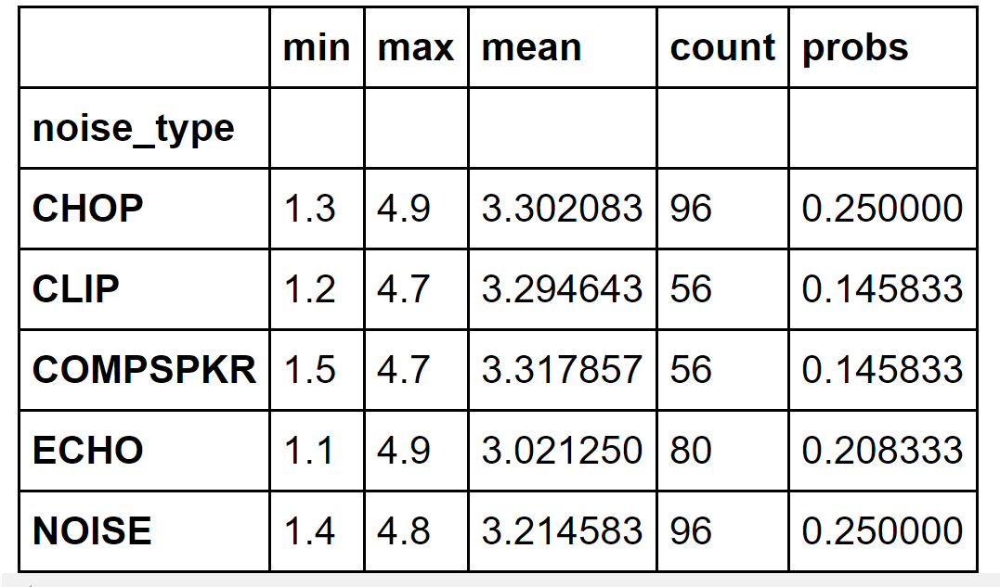 min max mean count probs
noise_type
CHOP 1.3 4.9 3.302083 96 0.250000
CLIP 1.2 4.7 3.294643 56 0.145833
COMPSPKR 1.5 4.7 3.317857 56 0.145833
ECHO 1.1 4.9 3.021250 80 0.208333
NOISE 1.4 4.8 3.214583 96 0.250000